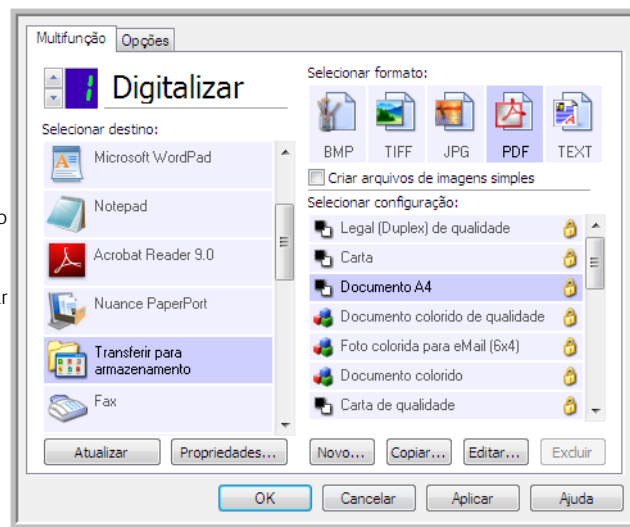 Multifunção
Opções
1 Digitalizar
Selecionar destino:
Microsoft WordPad
Notepad
Acrobat Reader 9.0
Nuance PaperPort
Transferir para
armazenamento
Fax
Atualizar
Propriedades...
Selecionar formato:
BMP
TIFF
JPG
PDF
TEXT
Criar arquivos de imagens simples
Selecionar configuração:
Legal (Duplex) de qualidade
Carta
Documento A4
Documento colorido de qualidade
Foto colorida para eMail (6x4)
Documento colorido
Carta de qualidade
Novo...
Copiar...
Editar...
Excluir
OK
Cancelar
Aplicar
Ajuda